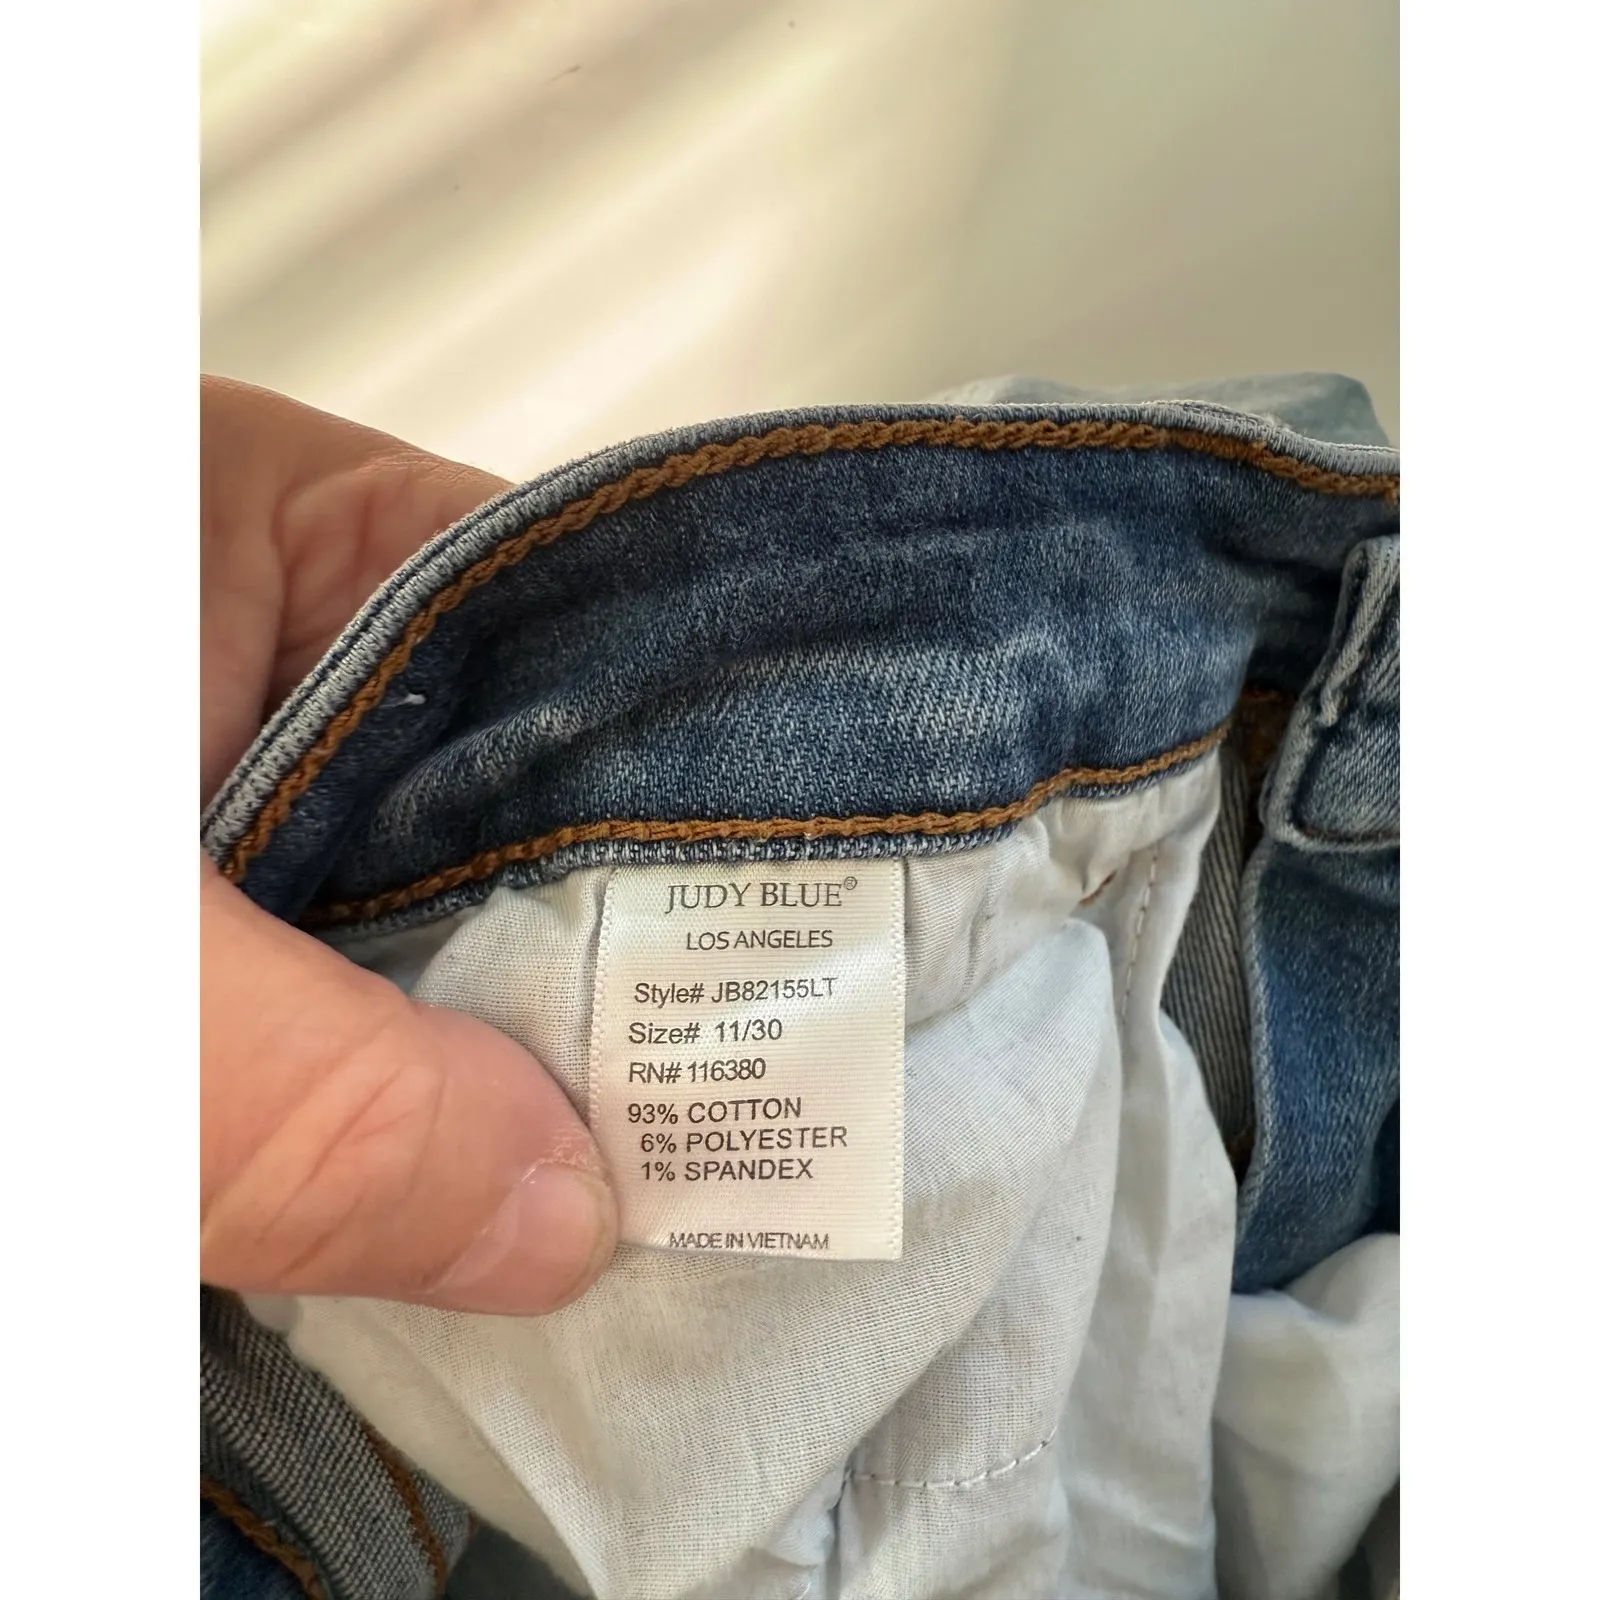 JUDY BLUE®
LOS ANGELES
Style# JB82155LT
Size# 11/30
RN# 116380
93% COTTON
6% POLYESTER
1% SPANDEX
MADE IN VIETNAM